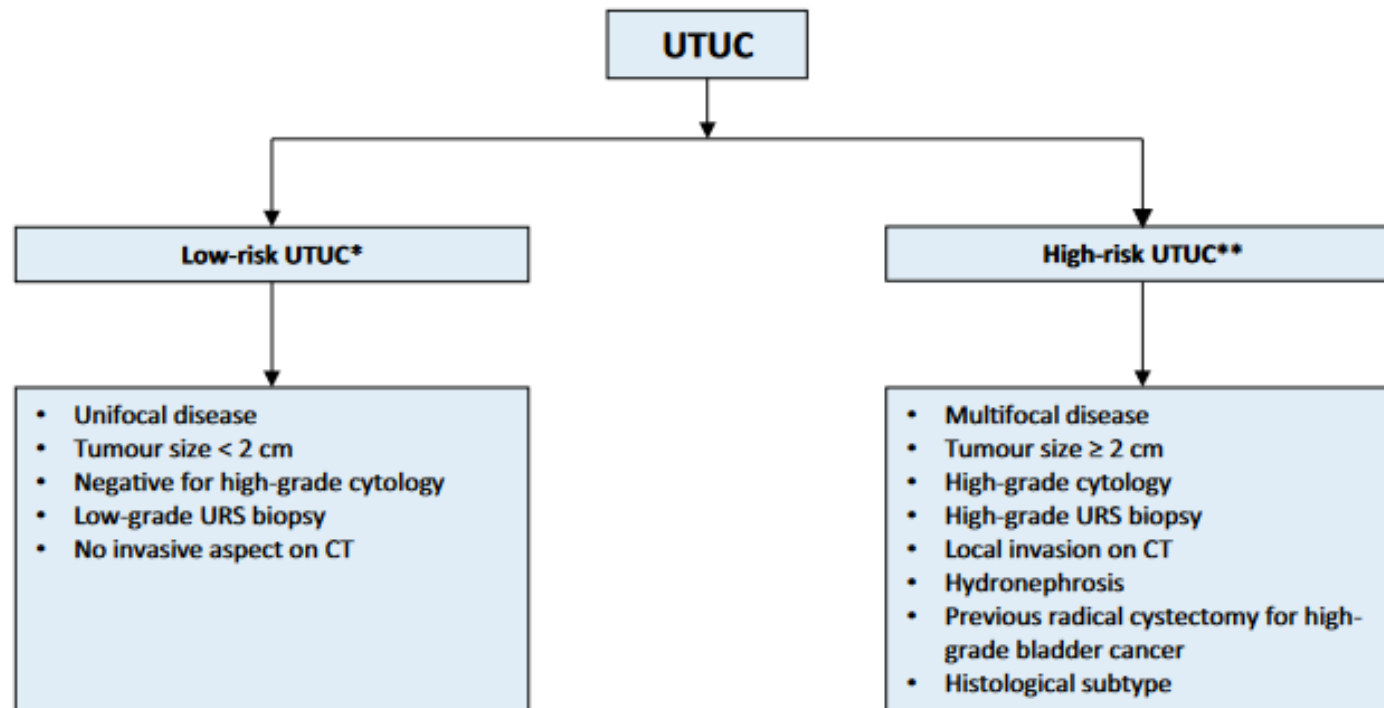 UTUC
Low-risk UTUC*
High-risk UTUC**
• Unifocal disease
• Tumour size < 2 cm
• Negative for high-grade cytology
• Low-grade URS biopsy
• No invasive aspect on CT
• Multifocal disease
• Tumour size ≥ 2 cm
• High-grade cytology
• High-grade URS biopsy
• Local invasion on CT
• Hydronephrosis
• Previous radical cystectomy for high-
grade bladder cancer
• Histological subtype